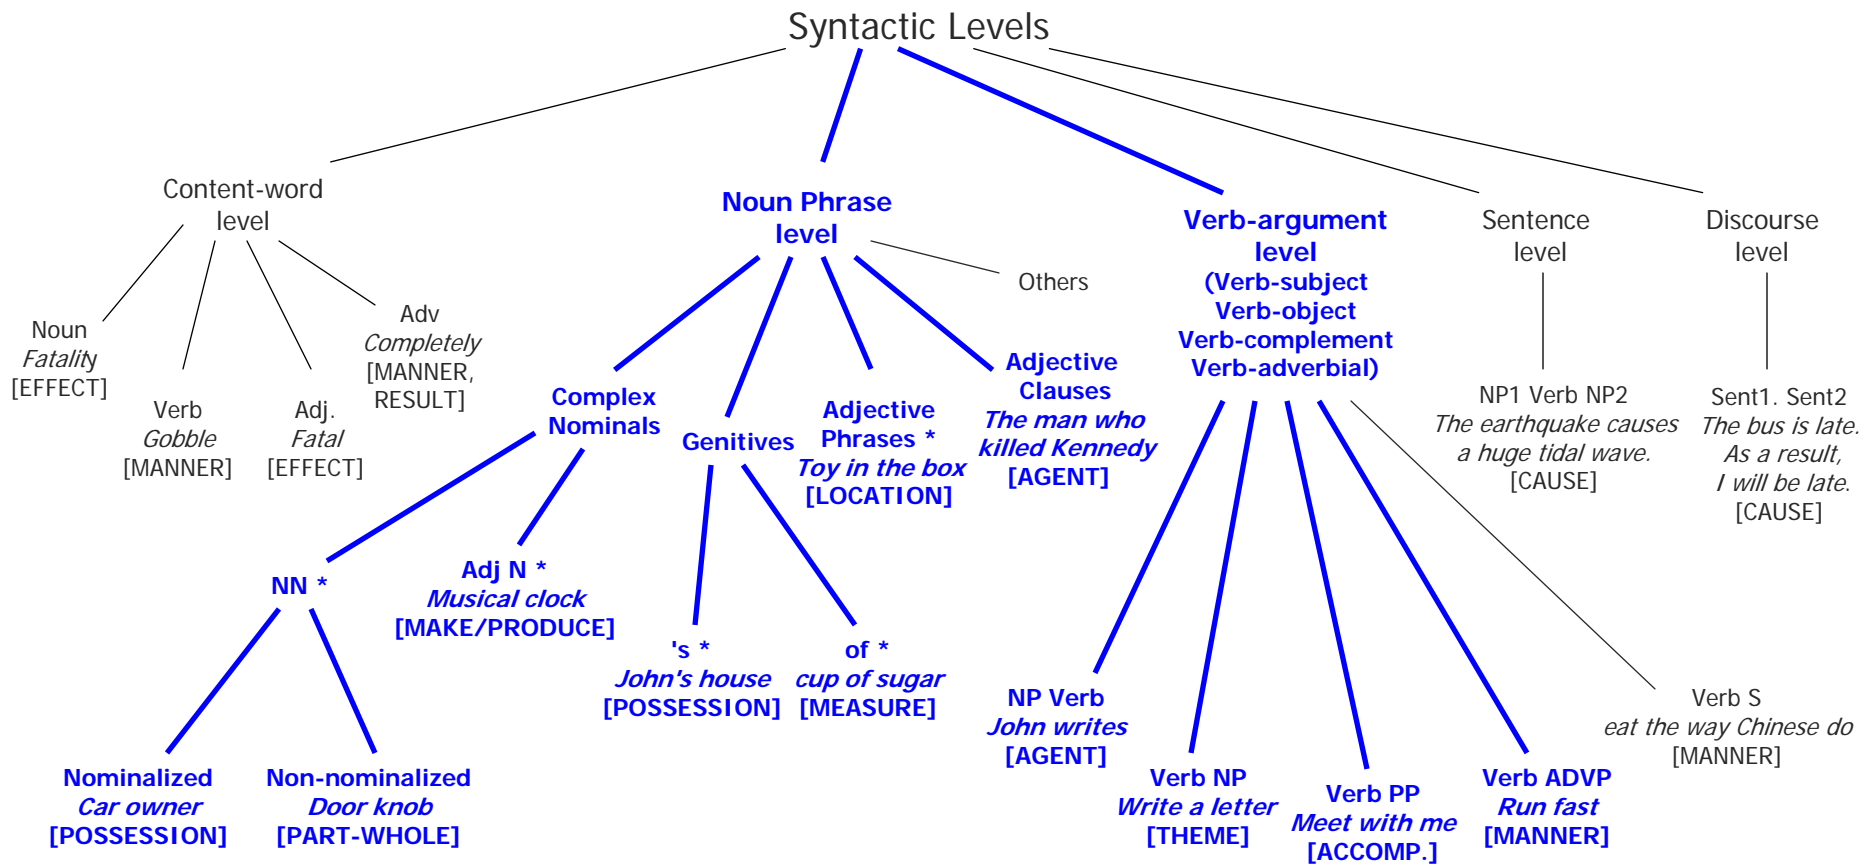 Syntactic Levels
Content-word
level
Noun
Fatality
[EFFECT]
Verb
Gobble
[MANNER]
Adj.
Fatal
[EFFECT]
Adv
Completely
[MANNER,
RESULT]
Noun Phrase
level
Complex
Nominals
NN *
Nominalized
Car owner
[POSSESSION]
Non-nominalized
Door knob
[PART-WHOLE]
Adj N *
Musical clock
[MAKE/PRODUCE]
Genitives
's *
John's house
[POSSESSION]
of *
cup of sugar
[MEASURE]
Adjective
Phrases *
Toy in the box
[LOCATION]
Adjective
Clauses
The man who
killed Kennedy
[AGENT]
Others
Verb-argument
level
(Verb-subject
Verb-object
Verb-complement
Verb-adverbial)
NP Verb
John writes
[AGENT]
Verb NP
Write a letter
[THEME]
Verb PP
Meet with me
[ACCOMP.]
Verb ADVP
Run fast
[MANNER]
Verb S
eat the way Chinese do
[MANNER]
Sentence
level
NP1 Verb NP2
The earthquake causes
a huge tidal wave.
[CAUSE]
Discourse
level
Sent1. Sent2
The bus is late.
As a result,
I will be late.
[CAUSE]